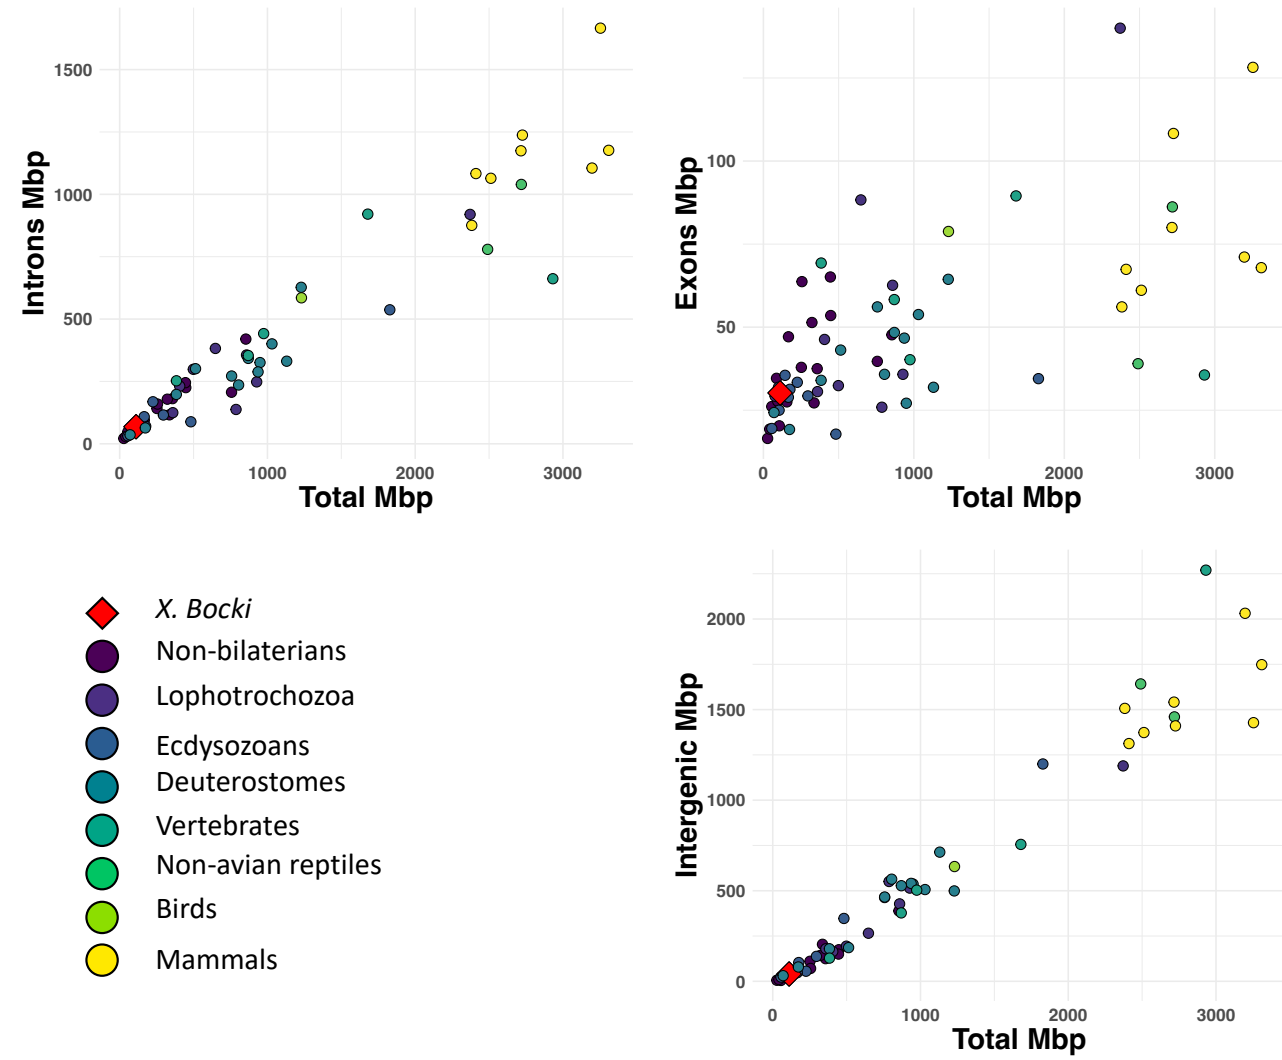 1500
1000
500
0
Introns Mbp
0 1000 2000 3000
Total Mbp
100
50
Exons Mbp
0 1000 2000 3000
Total Mbp
X. Bocki
Non-bilaterians
Lophotrochozoa
Ecdysozoans
Deuterostomes
Vertebrates
Non-avian reptiles
Birds
Mammals
2000
1500
1000
500
0
Intergenic Mbp
0 1000 2000 3000
Total Mbp